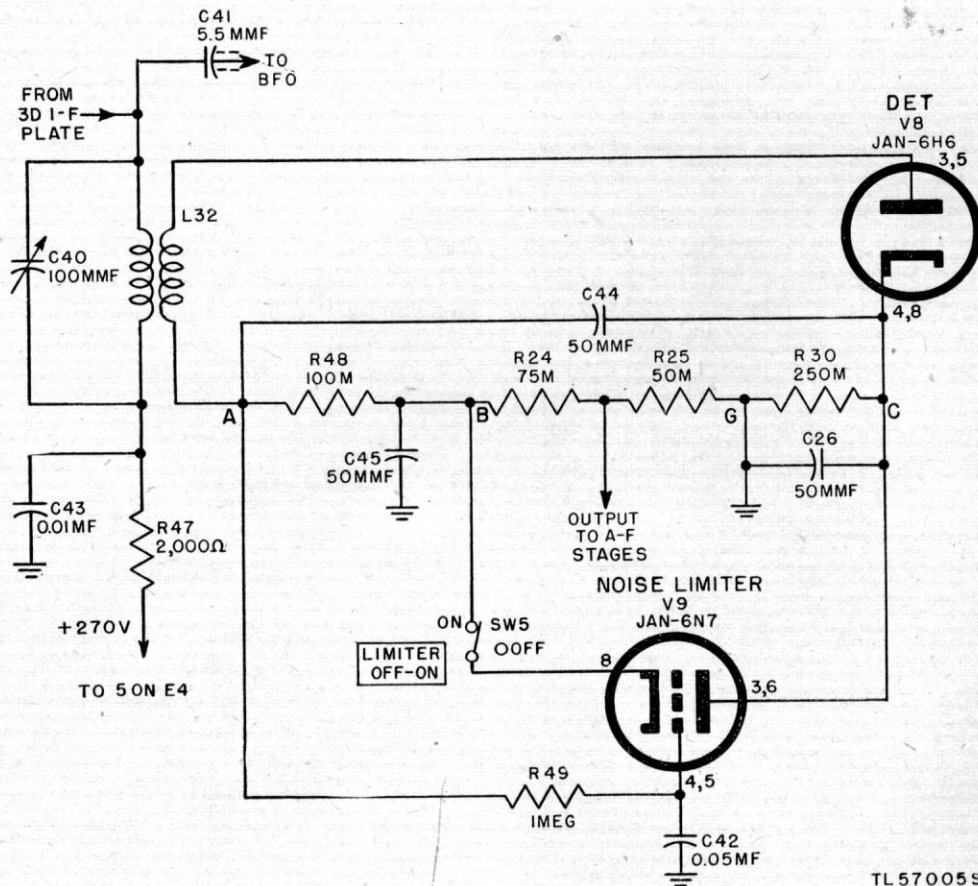 C41
5.5 MMF
TO
BFO
FROM
3D I-F
PLATE
DET
V8
JAN-6H6
3,5
L32
C40
100MMF
C44
50MMF
4,8
R48
100M
R24
75M
R25
50M
R30
250M
A
B
G
C
C45
50MMF
C26
50MMF
C43
0.01MF
R47
2,000Ω
OUTPUT
TO A-F
STAGES
+270V
TO 5 ON E4
NOISE LIMITER
V9
JAN-6N7
ON
SW5
OFF
LIMITER
OFF-ON
8
3,6
4,5
R49
1MEG
C42
0.05MF
TL57005S